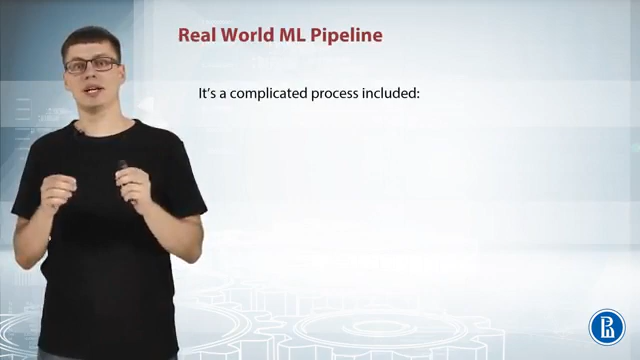 Real World ML Pipeline
It's a complicated process included: